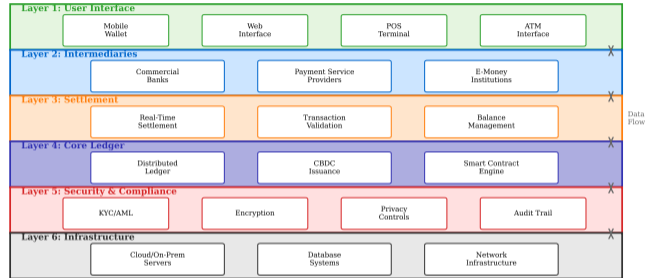 Layer 1: User Interface
Mobile
Wallet
Web
Interface
POS
Terminal
ATM
Interface
Layer 2: Intermediaries
Commercial
Banks
Payment Service
Providers
E-Money
Institutions
Layer 3: Settlement
Real-Time
Settlement
Transaction
Validation
Balance
Management
Data
Flow
Layer 4: Core Ledger
Distributed
Ledger
CBDC
Issuance
Smart Contract
Engine
Layer 5: Security & Compliance
KYC/AML
Encryption
Privacy
Controls
Audit Trail
Layer 6: Infrastructure
Cloud/On-Prem
Servers
Database
Systems
Network
Infrastructure